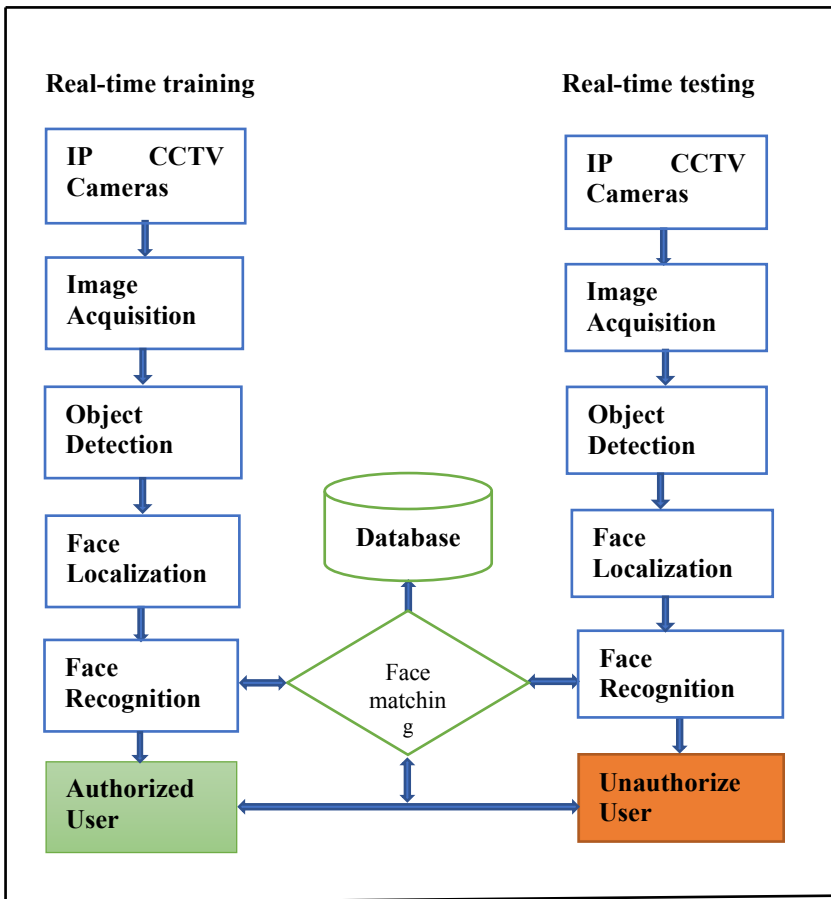 Real-time training
IP CCTV
Cameras
Image
Acquisition
Object
Detection
Face
Localization
Face
Recognition
Authorized
User
Database
Face
matchin
g
Real-time testing
IP CCTV
Cameras
Image
Acquisition
Object
Detection
Face
Localization
Face
Recognition
Unauthorize
User